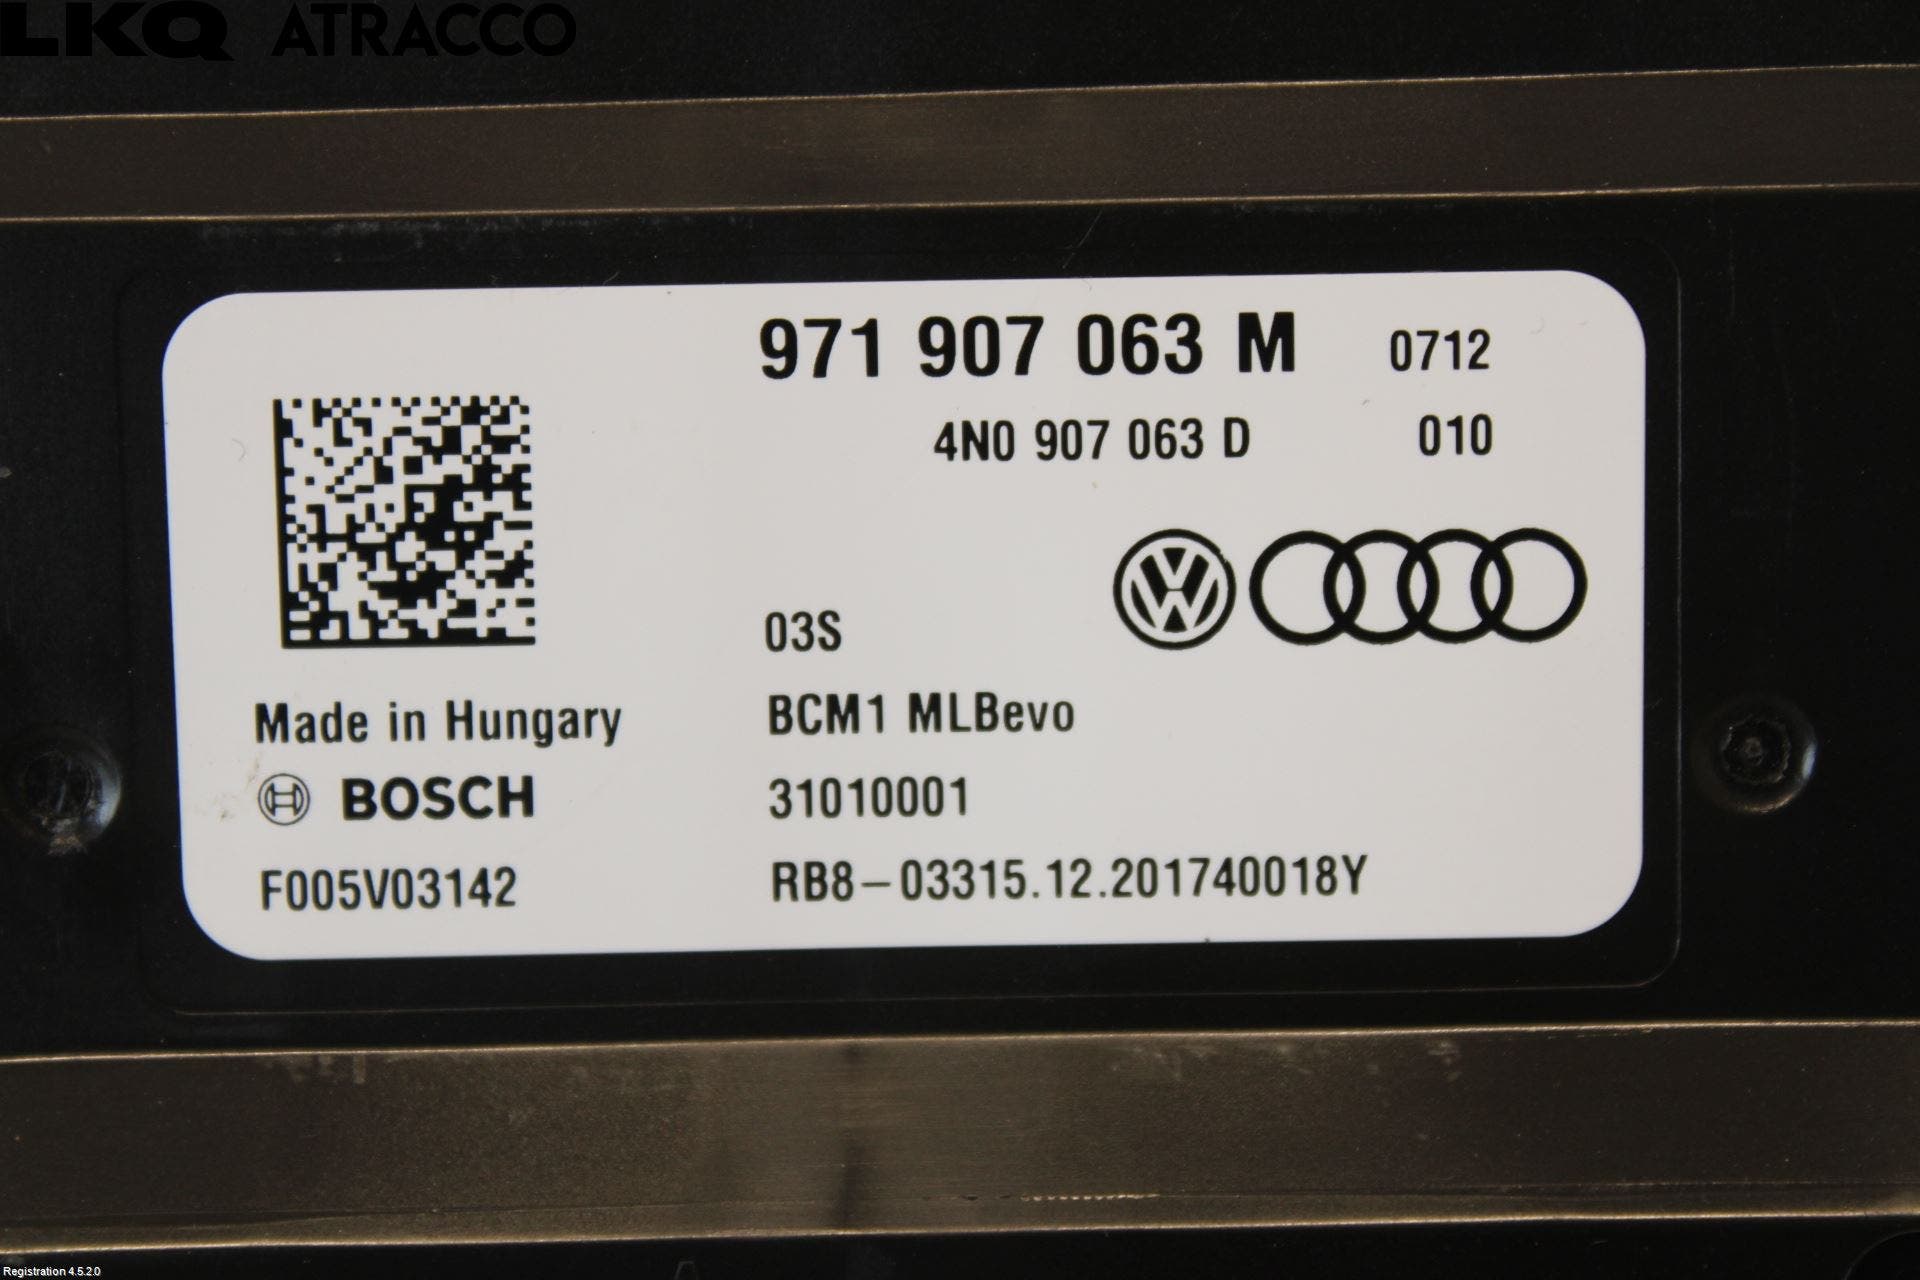 LKQ ATRACCO
971 907 063 M 0712
4N0 907 063 D 010
03S
Made in Hungary BCM1 MLBevo
BOSCH 31010001
F005V03142 RB8-03315.12.201740018Y
Registration 4.5.2.0